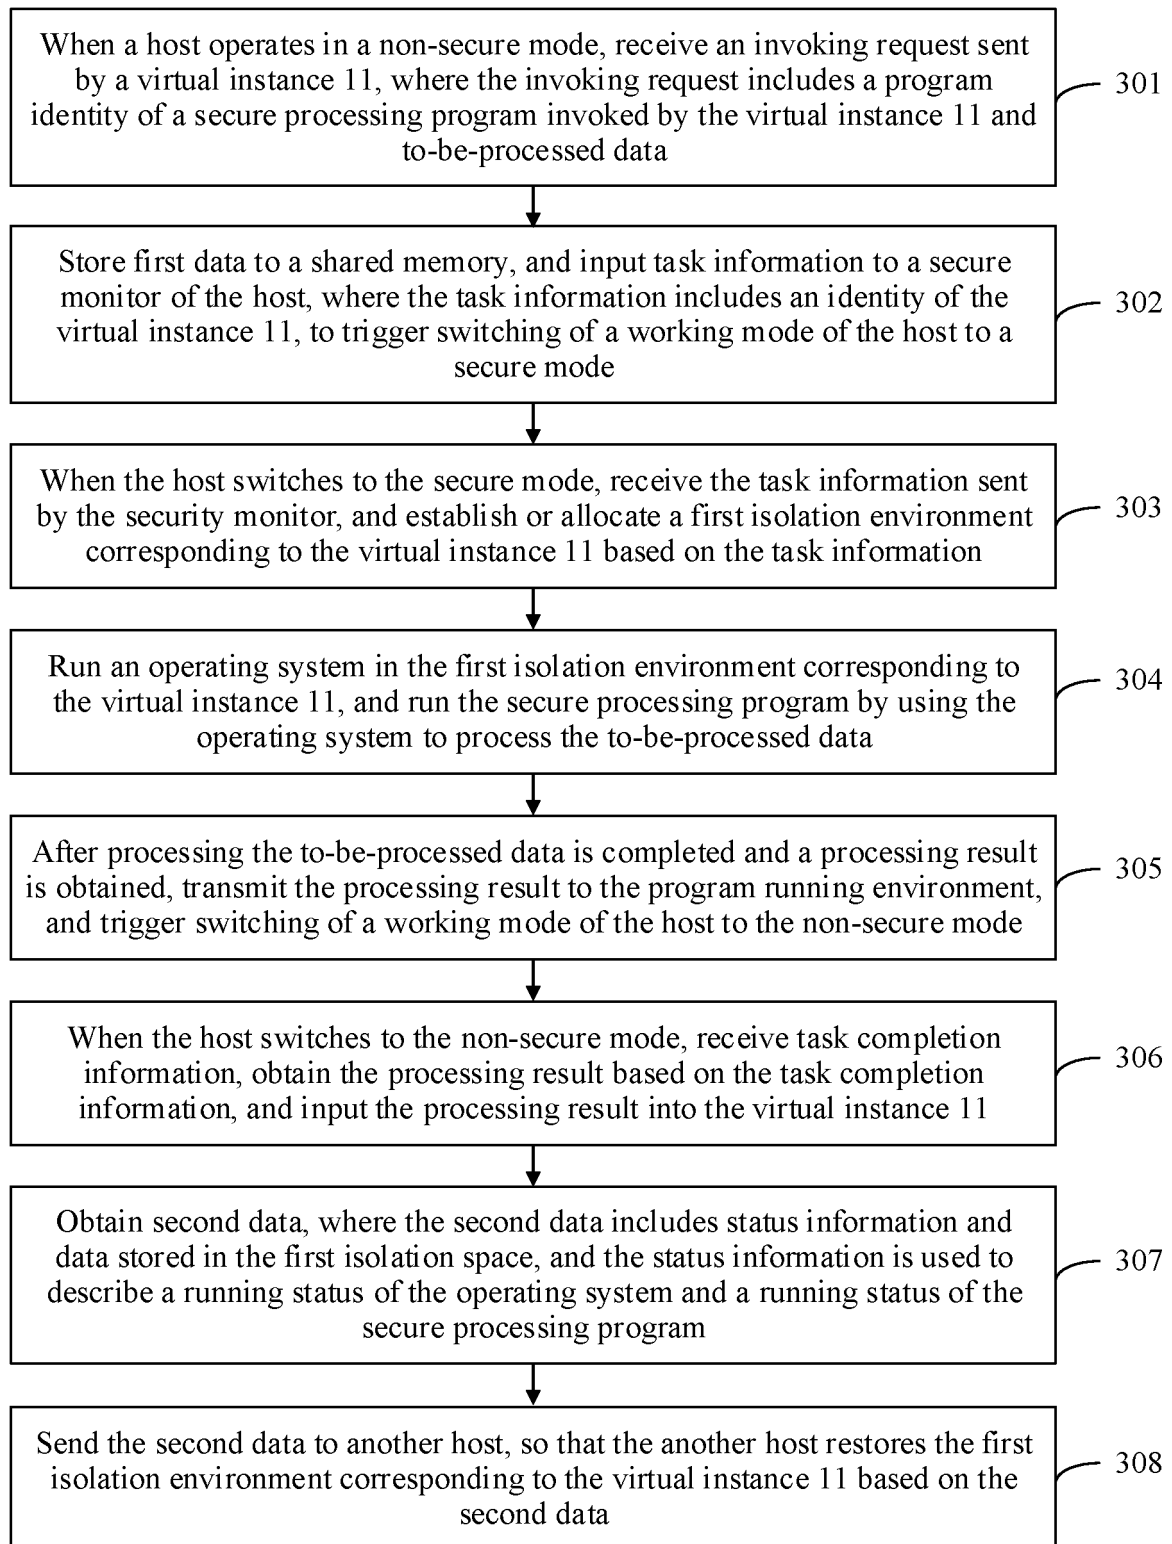 When a host operates in a non-secure mode, receive an invoking request sent
by a virtual instance 11, where the invoking request includes a program
identity of a secure processing program invoked by the virtual instance 11 and
to-be-processed data
301
Store first data to a shared memory, and input task information to a secure
monitor of the host, where the task information includes an identity of the
virtual instance 11, to trigger switching of a working mode of the host to a
secure mode
302
When the host switches to the secure mode, receive the task information sent
by the security monitor, and establish or allocate a first isolation environment
corresponding to the virtual instance 11 based on the task information
303
Run an operating system in the first isolation environment corresponding to
the virtual instance 11, and run the secure processing program by using the
operating system to process the to-be-processed data
304
After processing the to-be-processed data is completed and a processing result
is obtained, transmit the processing result to the program running environment,
and trigger switching of a working mode of the host to the non-secure mode
305
When the host switches to the non-secure mode, receive task completion
information, obtain the processing result based on the task completion
information, and input the processing result into the virtual instance 11
306
Obtain second data, where the second data includes status information and
data stored in the first isolation space, and the status information is used to
describe a running status of the operating system and a running status of the
secure processing program
307
Send the second data to another host, so that the another host restores the first
isolation environment corresponding to the virtual instance 11 based on the
second data
308